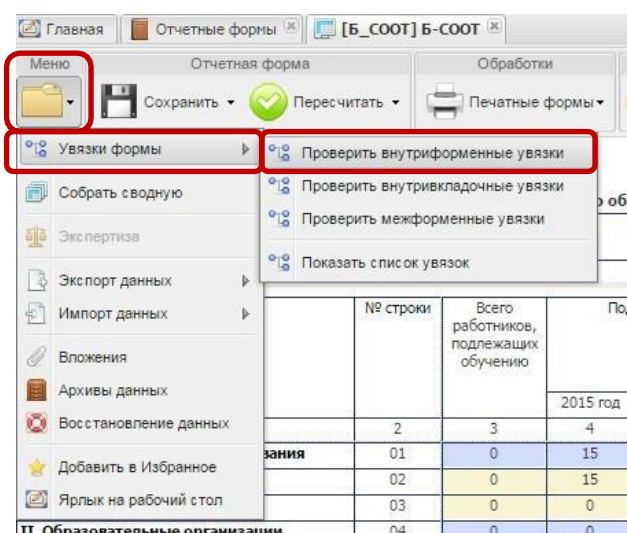 Главная Отчетные формы [Б_СООТ] Б-СООТ
Меню Отчетная форма Обработки
Сохранить Пересчитать Печатные формы
Увязки формы Проверить внутриформенные увязки
Собрать сводную Проверить внутривкладочные увязки
Экспертиза Проверить межформенные увязки
Экспорт данных Показать список увязок
Импорт данных № строки Всего работников, подлежащих обучению
Вложения
Архивы данных 2015 год
Восстановление данных 2 3 4
01 0 15
Добавить в Избранное 02 0 15
Ярлык на рабочий стол 03 0 0
II. Образовательные организации 04 0 0